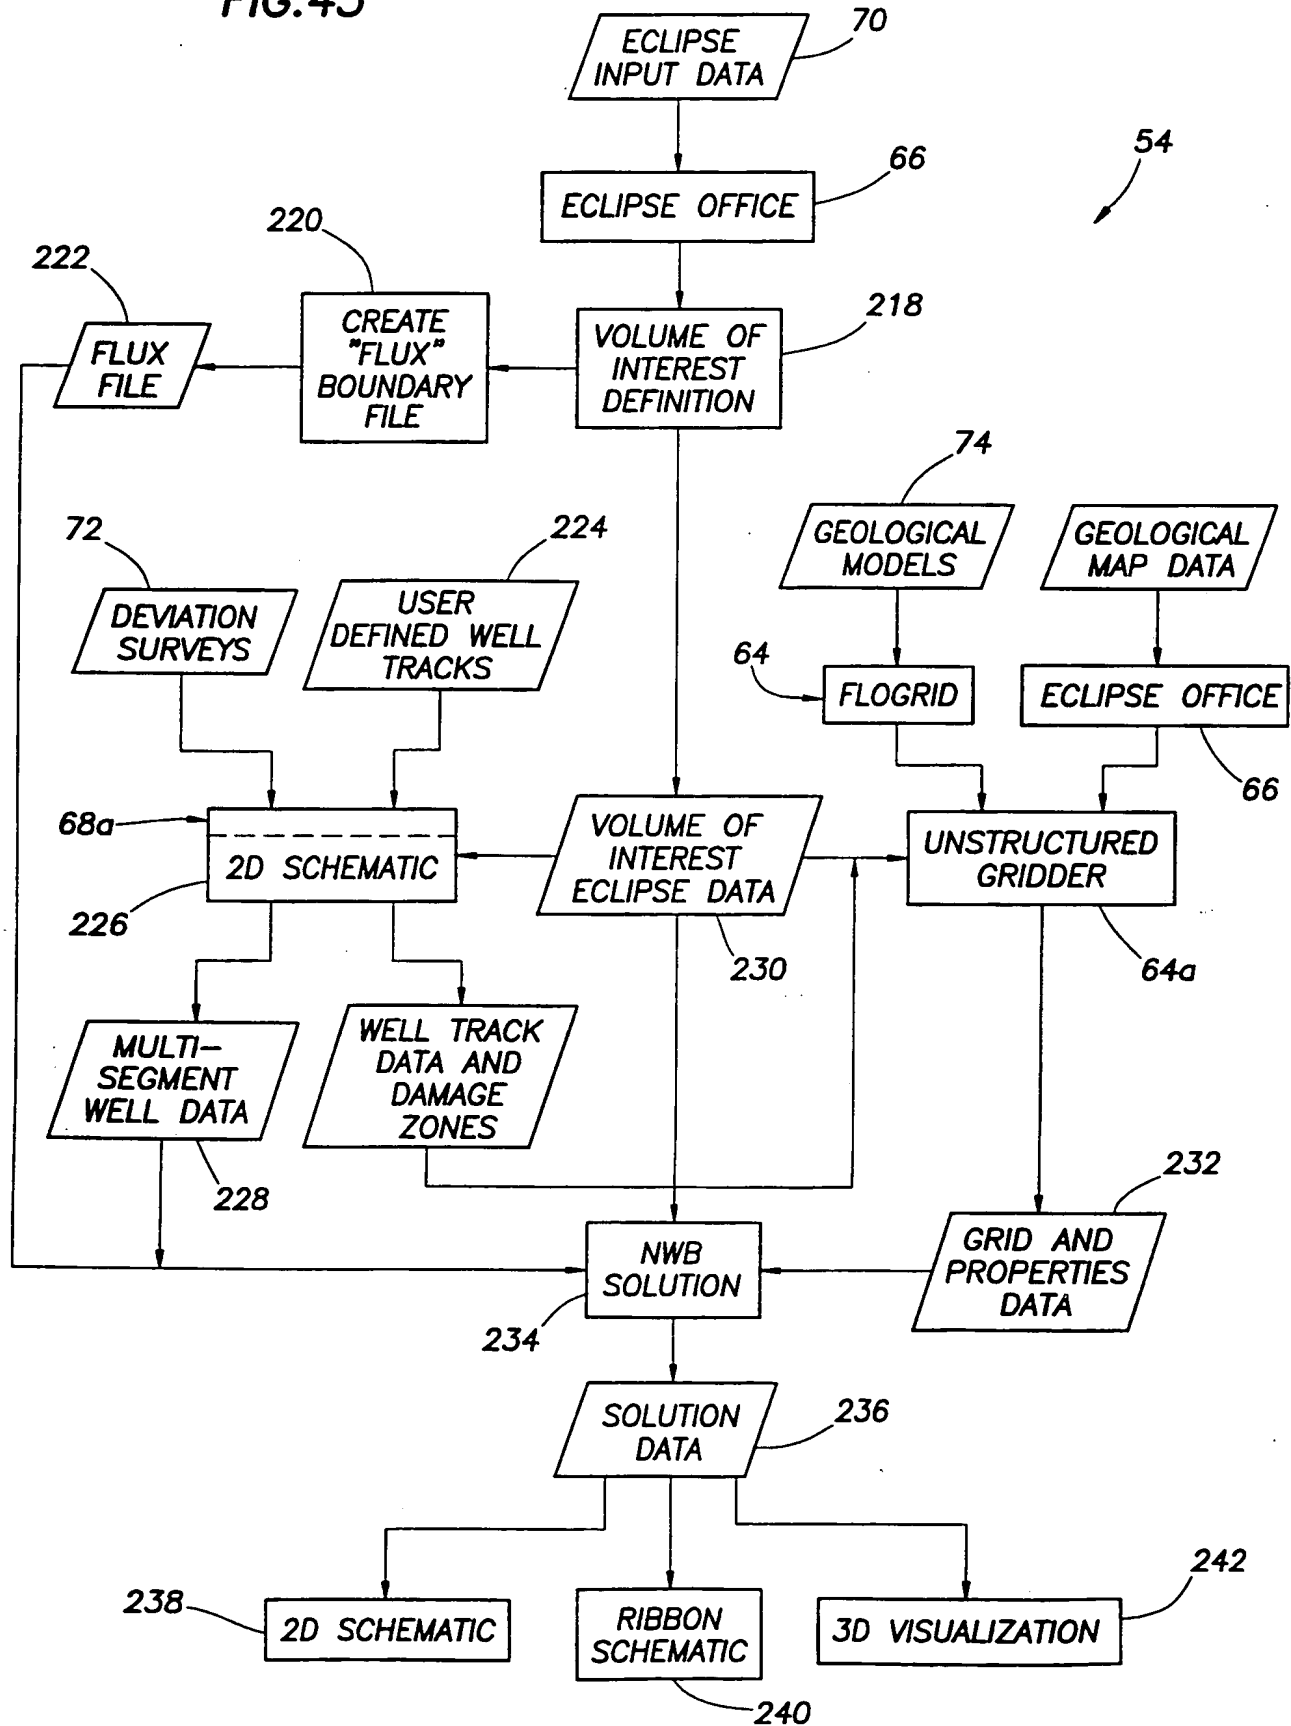 FIG.45
ECLIPSE
INPUT DATA
70
54
ECLIPSE OFFICE
66
220
222
CREATE
"FLUX"
BOUNDARY
FILE
FLUX
FILE
VOLUME OF
INTEREST
DEFINITION
218
74
72
224
GEOLOGICAL
MODELS
GEOLOGICAL
MAP DATA
DEVIATION
SURVEYS
USER
DEFINED WELL
TRACKS
64
FLOGRID
ECLIPSE OFFICE
66
68a
2D SCHEMATIC
226
VOLUME OF
INTEREST
ECLIPSE DATA
230
UNSTRUCTURED
GRIDDER
64a
MULTI-
SEGMENT
WELL DATA
228
WELL TRACK
DATA AND
DAMAGE
ZONES
232
NWB
SOLUTION
234
GRID AND
PROPERTIES
DATA
SOLUTION
DATA
236
238
2D SCHEMATIC
RIBBON
SCHEMATIC
240
3D VISUALIZATION
242